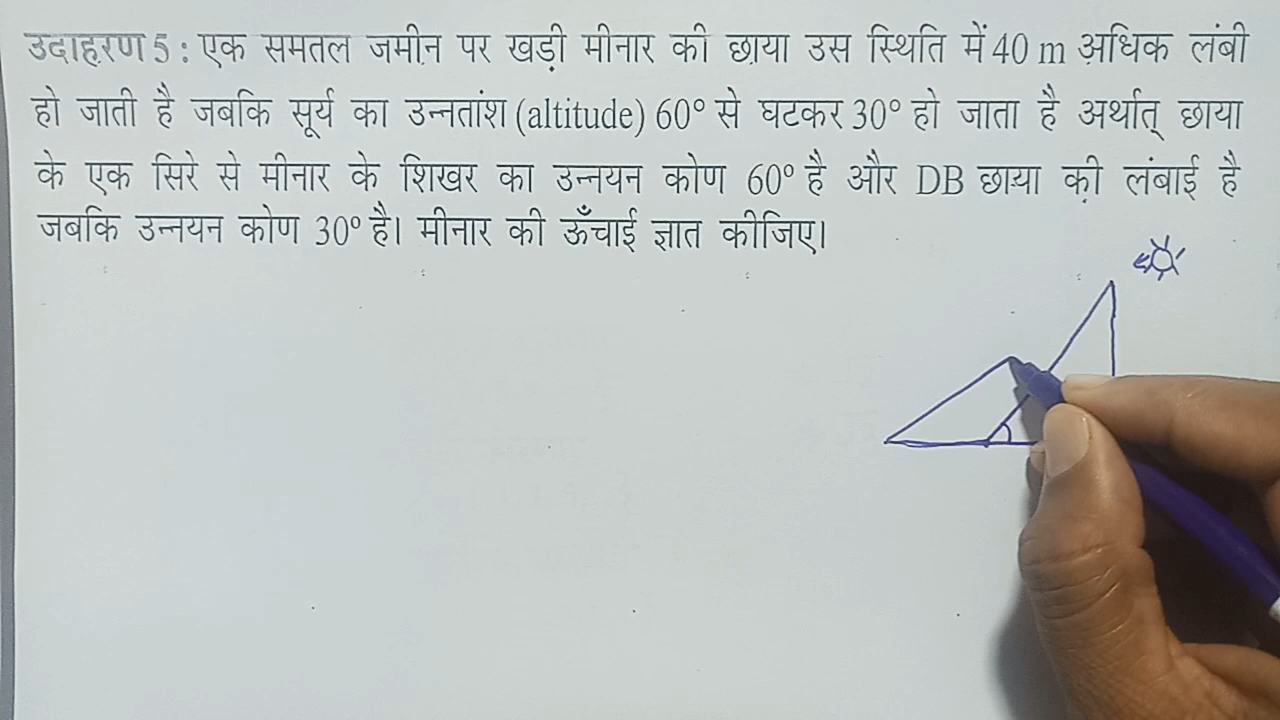 उदाहरण 5 : एक समतल जमीन पर खड़ी मीनार की छाया उस स्थिति में 40 m अधिक लंबी
हो जाती है जबकि सूर्य का उन्नतांश (altitude) 60° से घटकर 30° हो जाता है अर्थात् छाया
के एक सिरे से मीनार के शिखर का उन्नयन कोण 60° है और DB छाया की लंबाई है
जबकि उन्नयन कोण 30° है। मीनार की ऊँचाई ज्ञात कीजिए।